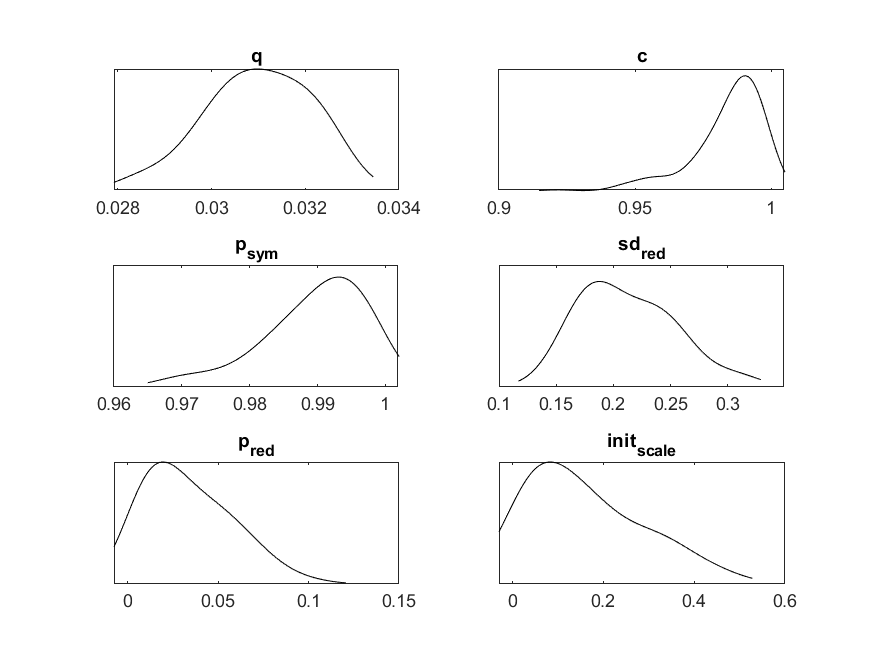 q
0.028 0.03 0.032 0.034
c
0.9 0.95 1
p_sym
0.96 0.97 0.98 0.99 1
sd_red
0.1 0.15 0.2 0.25 0.3
p_red
0 0.05 0.1 0.15
init_scale
0 0.2 0.4 0.6